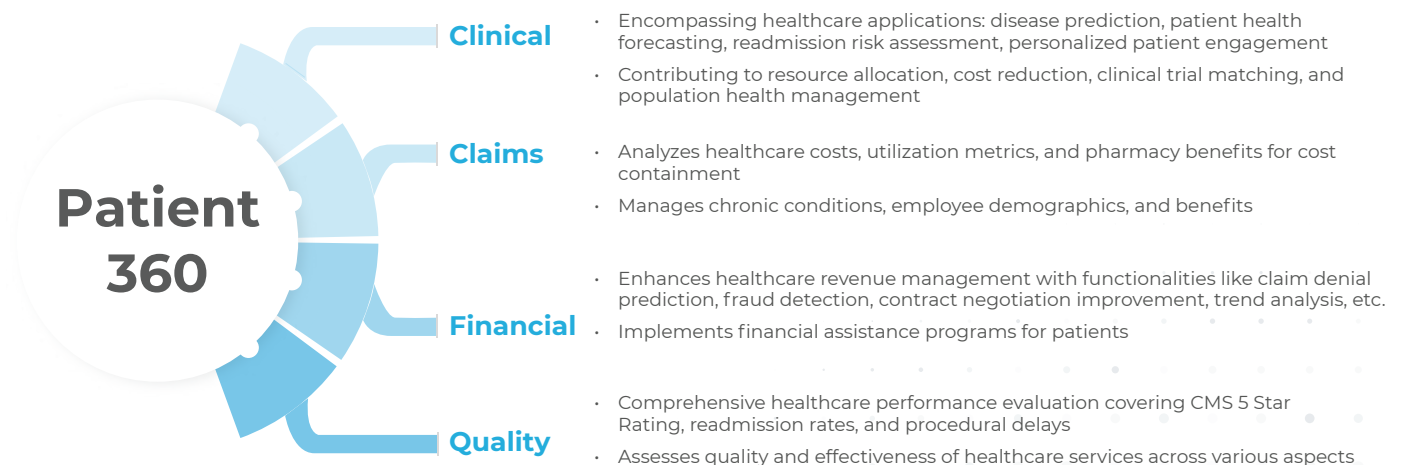 Patient
360
Clinical
• Encompassing healthcare applications: disease prediction, patient health
forecasting, readmission risk assessment, personalized patient engagement
• Contributing to resource allocation, cost reduction, clinical trial matching, and
population health management
Claims
• Analyzes healthcare costs, utilization metrics, and pharmacy benefits for cost
containment
• Manages chronic conditions, employee demographics, and benefits
Financial
• Enhances healthcare revenue management with functionalities like claim denial
prediction, fraud detection, contract negotiation improvement, trend analysis, etc.
• Implements financial assistance programs for patients
Quality
• Comprehensive healthcare performance evaluation covering CMS 5 Star
Rating, readmission rates, and procedural delays
• Assesses quality and effectiveness of healthcare services across various aspects